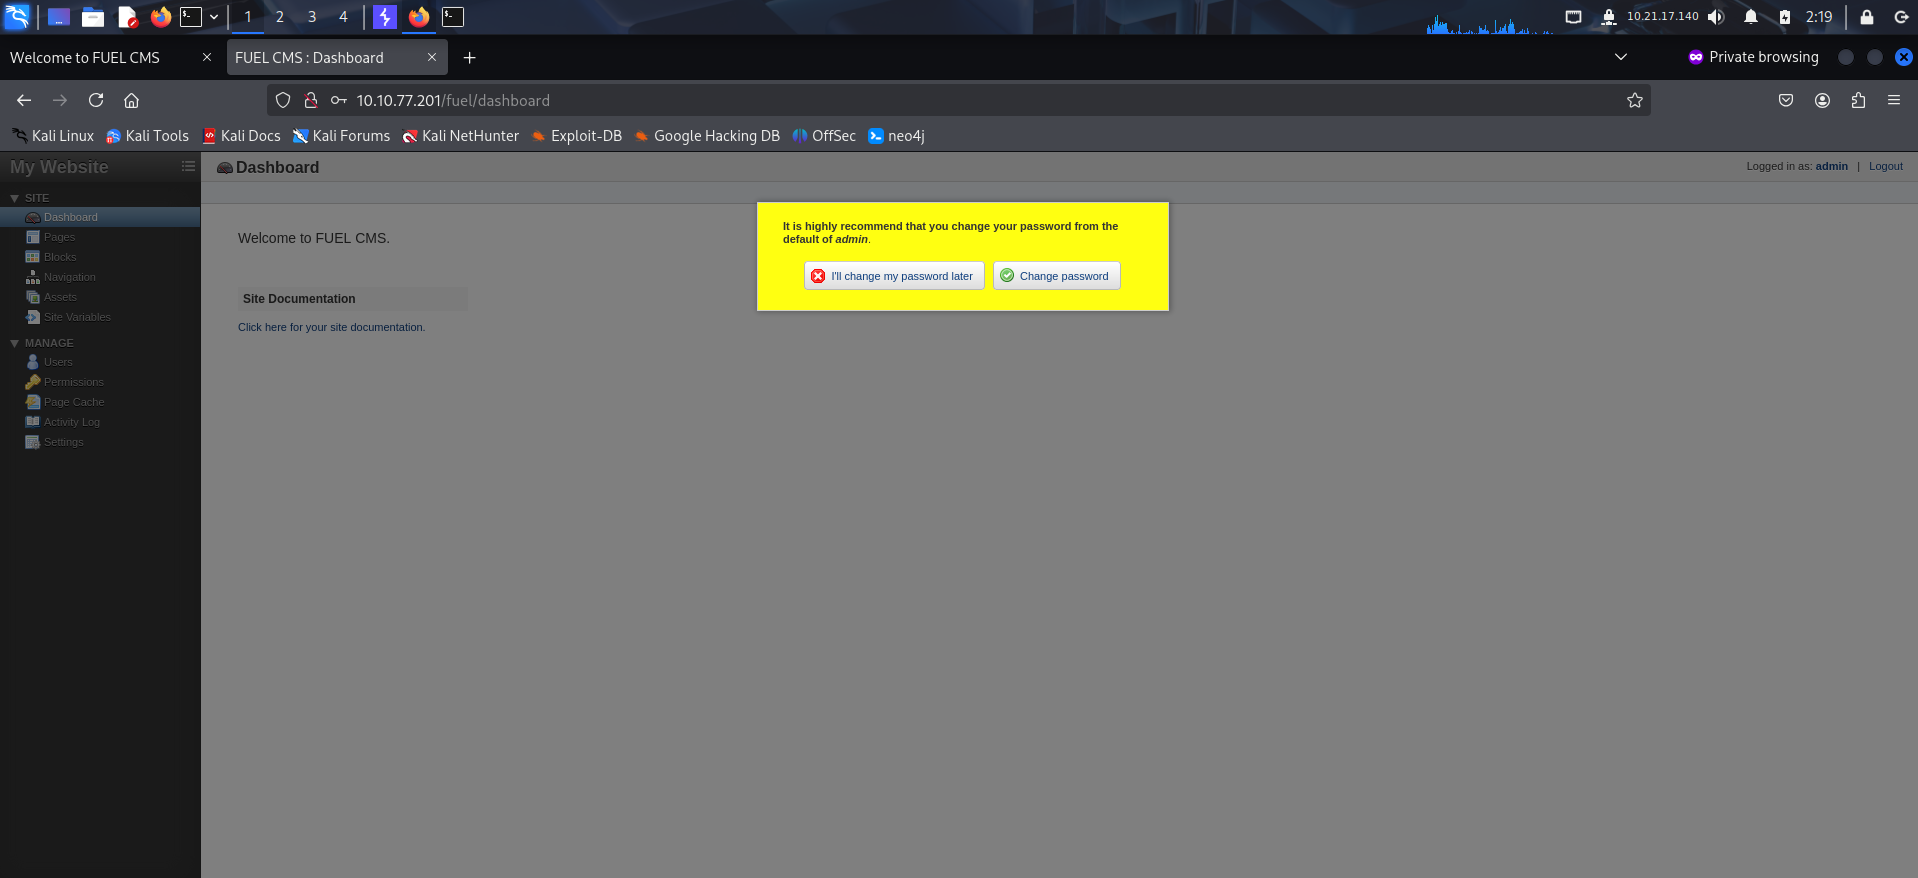 1 2 3 4 10.21.17.140 2:19
Welcome to FUEL CMS FUEL CMS : Dashboard Private browsing
10.10.77.201/fuel/dashboard
Kali Linux Kali Tools Kali Docs Kali Forums Kali NetHunter Exploit-DB Google Hacking DB OffSec neo4j
My Website Dashboard Logged in as: admin | Logout
SITE
Dashboard
Pages
Blocks
Navigation
Assets
Site Variables
MANAGE
Users
Permissions
Page Cache
Activity Log
Settings
Welcome to FUEL CMS.
Site Documentation
Click here for your site documentation.
It is highly recommend that you change your password from the
default of admin.
I'll change my password later Change password